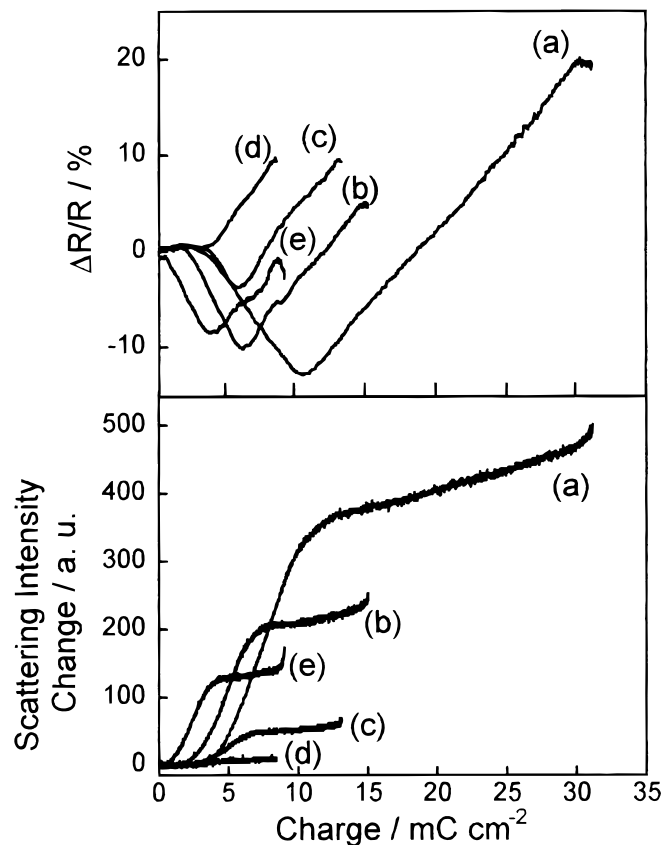 20
10
0
-10
ΔR/R / %
(a)
(d)
(c)
(b)
(e)
500
400
300
200
100
0
Scattering Intensity
Change / a. u.
(a)
(b)
(e)
(c)
(d)
0 5 10 15 20 25 30 35
Charge / mC cm⁻²